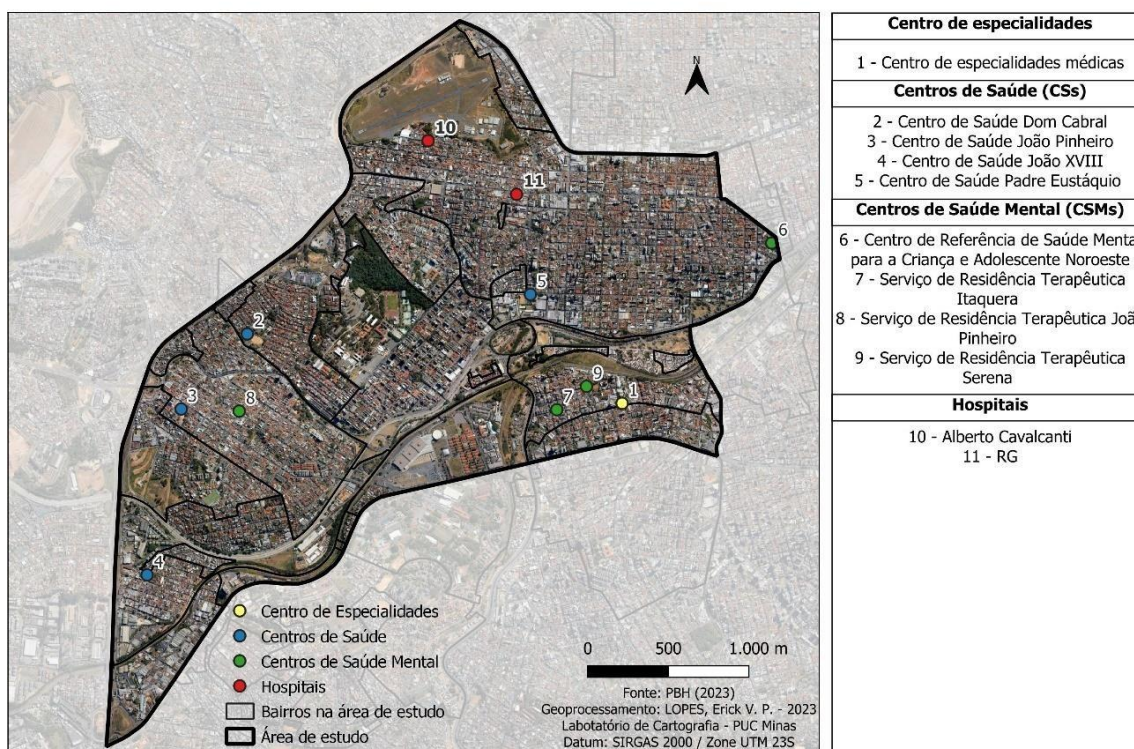 N
10
11
6
5
2
9
1
7
3
8
4
Centro de Especialidades
Centros de Saúde
Centros de Saúde Mental
Hospitais
Bairros na área de estudo
Área de estudo
0 500 1.000 m
Fonte: PBH (2023)
Geoprocessamento: LOPES, Erick V. P. - 2023
Labotatório de Cartografia - PUC Minas
Datum: SIRGAS 2000 / Zone UTM 23S
Centro de especialidades
1 - Centro de especialidades médicas
Centros de Saúde (CSs)
2 - Centro de Saúde Dom Cabral
3 - Centro de Saúde João Pinheiro
4 - Centro de Saúde João XVIII
5 - Centro de Saúde Padre Eustáquio
Centros de Saúde Mental (CSMs)
6 - Centro de Referência de Saúde Menta
para a Criança e Adolescente Noroeste
7 - Serviço de Residência Terapêutica
Itaquera
8 - Serviço de Residência Terapêutica Joã
Pinheiro
9 - Serviço de Residência Terapêutica
Serena
Hospitais
10 - Alberto Cavalcanti
11 - RG